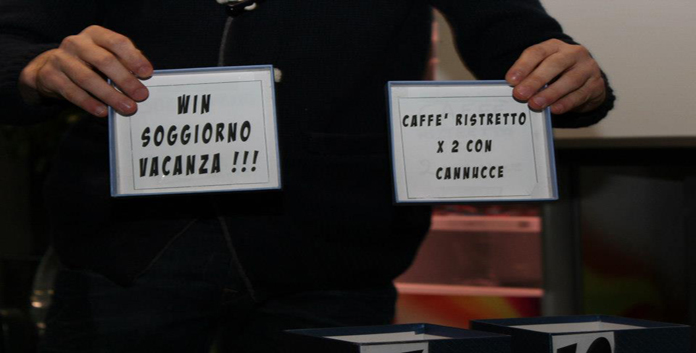 WIN
SOGGIORNO
VACANZA !!!
CAFFE' RISTRETTO
X 2 CON
CANNUCCE